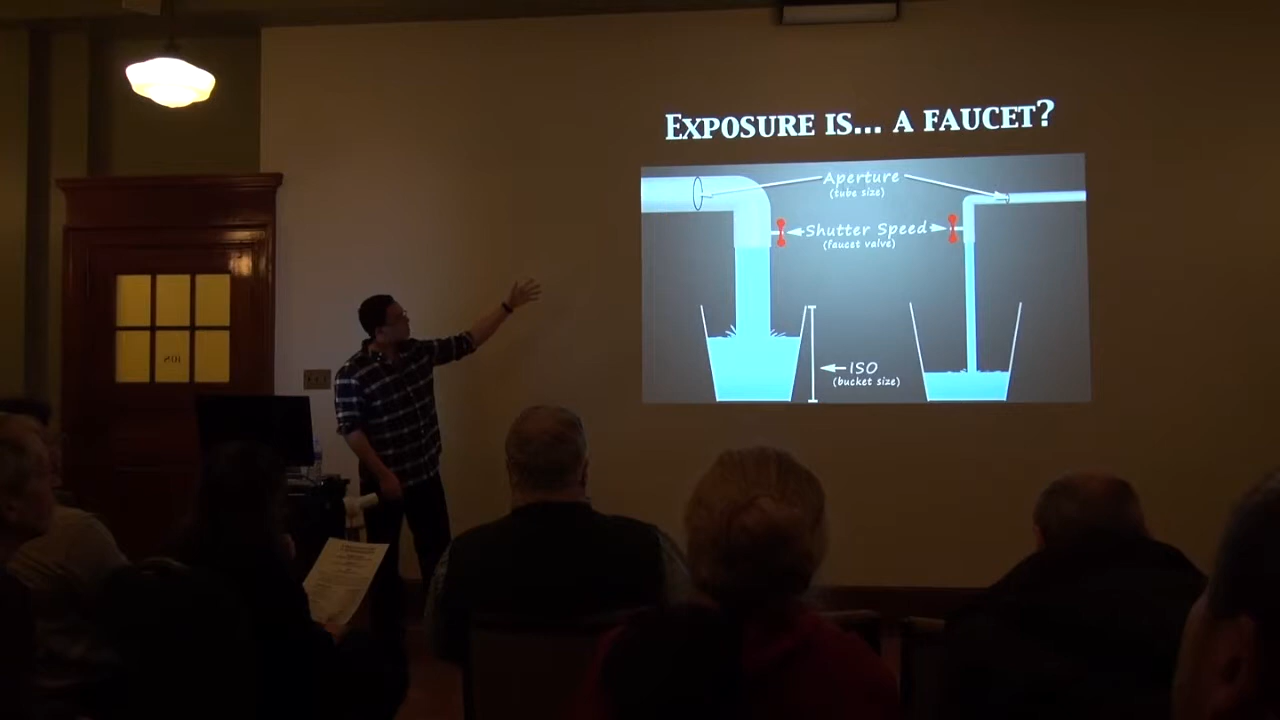 EXPOSURE IS... A FAUCET?
Aperture
(tube size)
Shutter Speed
(faucet valve)
ISO
(bucket size)